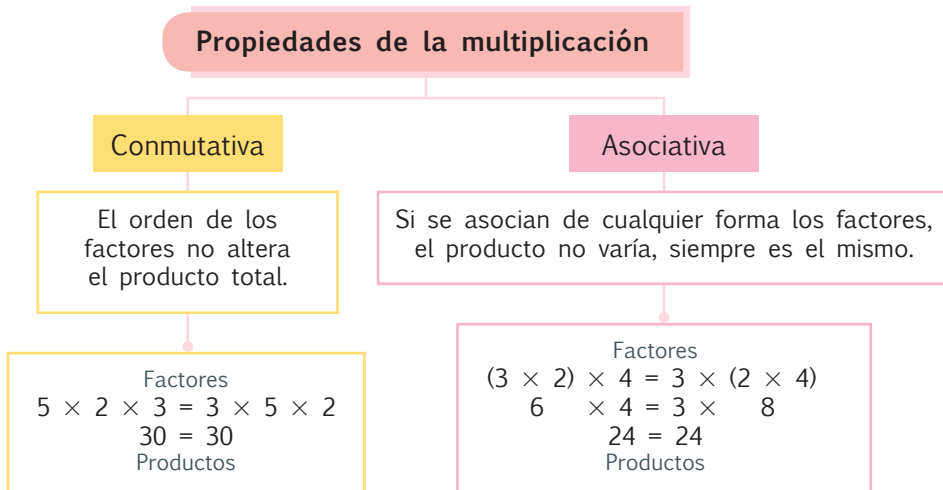 Propiedades de la multiplicación
Conmutativa
El orden de los
factores no altera
el producto total.
Factores
5 × 2 × 3 = 3 × 5 × 2
30 = 30
Productos
Asociativa
Si se asocian de cualquier forma los factores,
el producto no varía, siempre es el mismo.
Factores
(3 × 2) × 4 = 3 × (2 × 4)
6 × 4 = 3 × 8
24 = 24
Productos